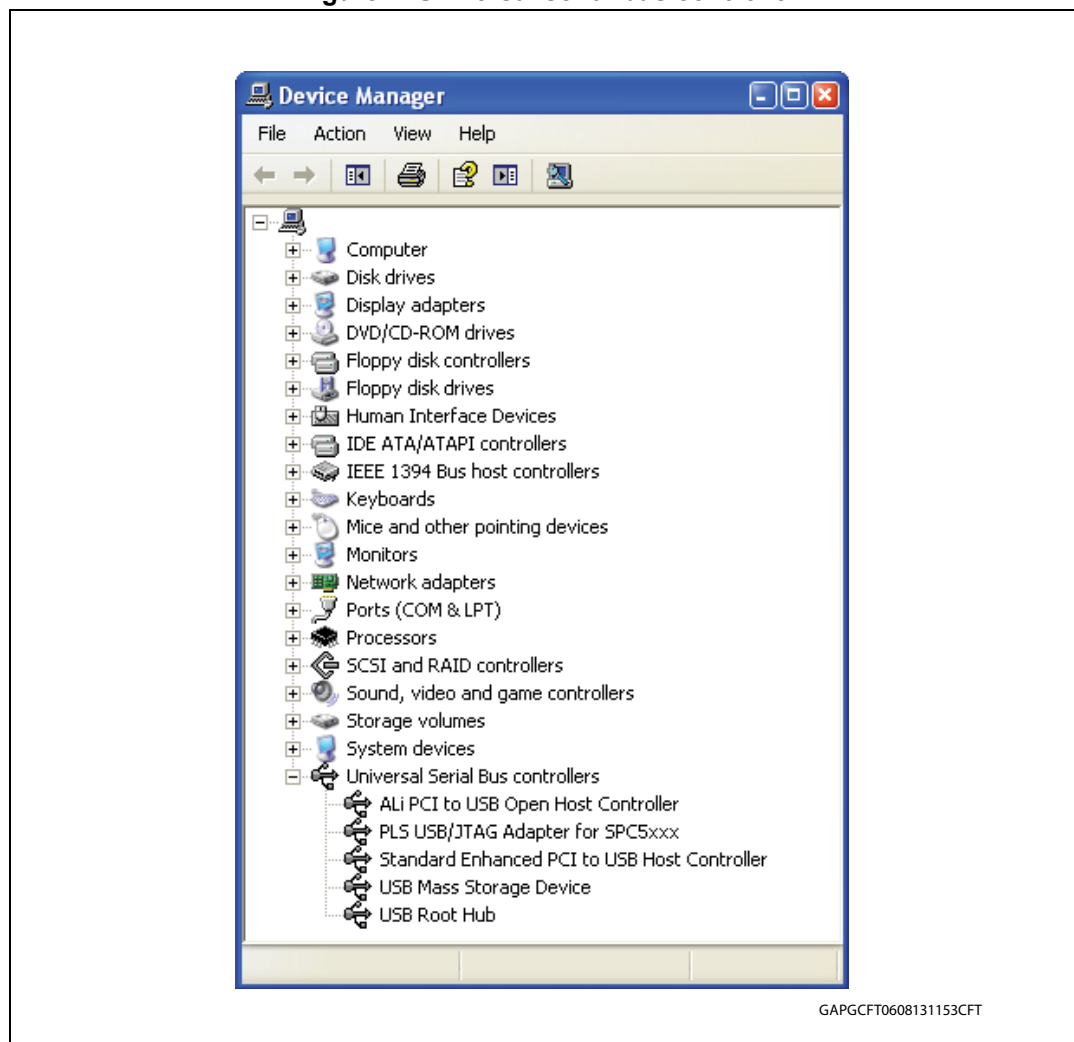 Device Manager
File Action View Help
Computer
Disk drives
Display adapters
DVD/CD-ROM drives
Floppy disk controllers
Floppy disk drives
Human Interface Devices
IDE ATA/ATAPI controllers
IEEE 1394 Bus host controllers
Keyboards
Mice and other pointing devices
Monitors
Network adapters
Ports (COM & LPT)
Processors
SCSI and RAID controllers
Sound, video and game controllers
Storage volumes
System devices
Universal Serial Bus controllers
ALi PCI to USB Open Host Controller
PLS USB/JTAG Adapter for SPC5xxx
Standard Enhanced PCI to USB Host Controller
USB Mass Storage Device
USB Root Hub
GAPGCFT0608131153CFT